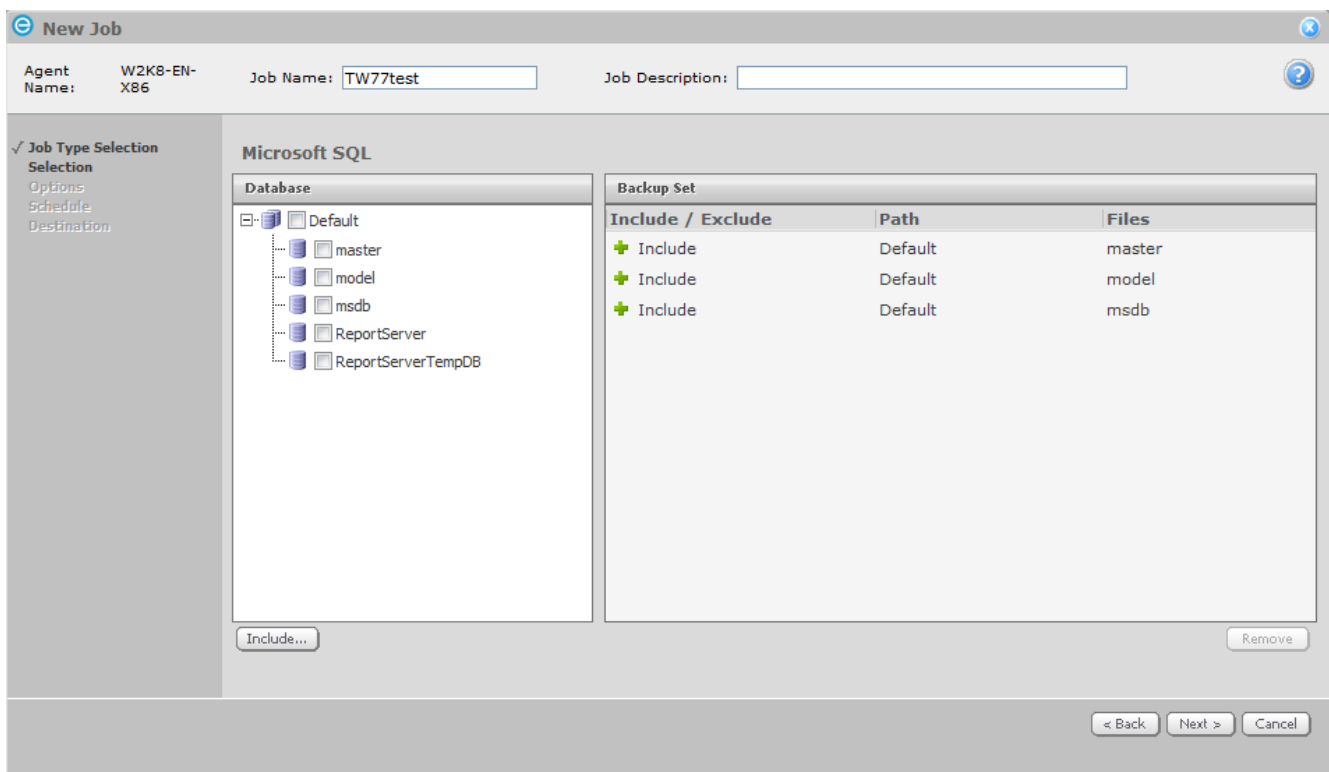 New Job
Agent Name: W2K8-EN-X86
Job Name: TW77test
Job Description:
Job Type Selection
Selection
Options
Schedule
Destination
Microsoft SQL
Database
Default
master
model
msdb
ReportServer
ReportServerTempDB
Include...
Backup Set
Include / Exclude Path Files
Include Default master
Include Default model
Include Default msdb
Remove
< Back Next > Cancel